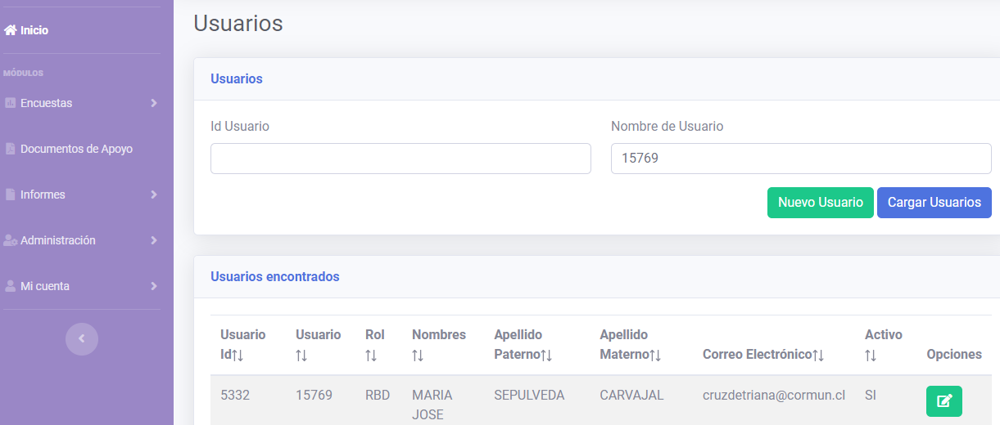 Inicio
MÓDULOS
Encuestas
Documentos de Apoyo
Informes
Administración
Mi cuenta
Usuarios
Usuarios
Id Usuario Nombre de Usuario
15769
Nuevo Usuario Cargar Usuarios
Usuarios encontrados
Usuario Usuario Rol Nombres Apellido Apellido Activo
Id↑↓ ↑↓ ↑↓ ↑↓ Paterno↑↓ Materno↑↓ Correo Electrónico↑↓ ↑↓ Opciones
5332 15769 RBD MARIA SEPULVEDA CARVAJAL cruzdetriana@cormun.cl SI
JOSE